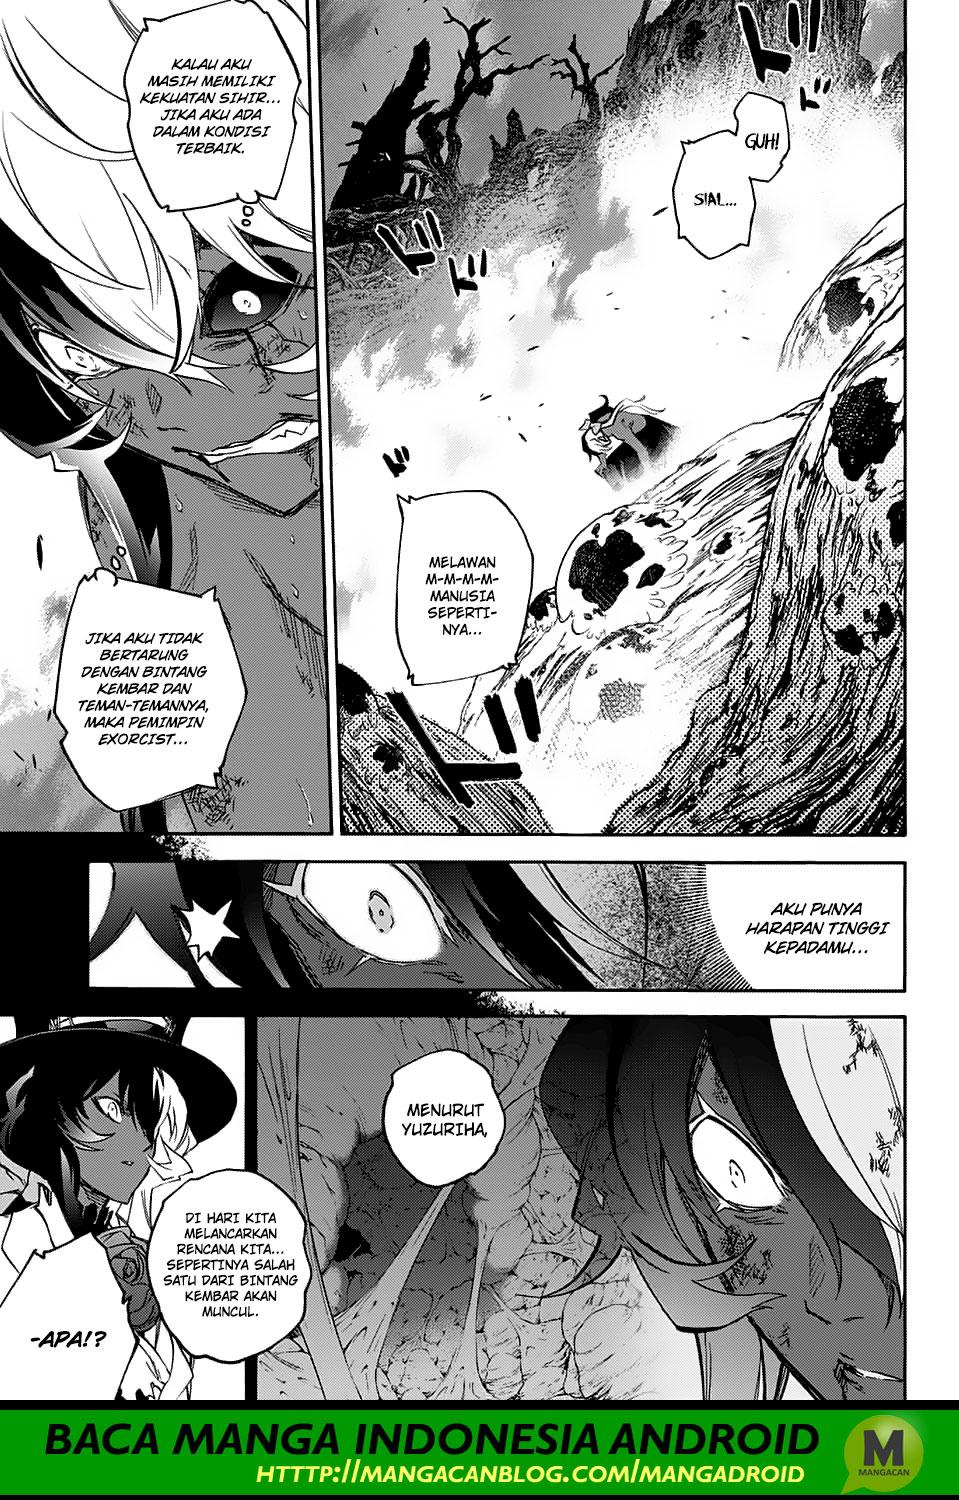 GUH!
SIAL...
MELAWAN
M-M-M-M-
MANUSIA
SEPERTI-
NYA...
KALAU AKU
MASIH MEMILIKI
KEKUATAN SIHIR...
JIKA AKU ADA
DALAM KONDISI
TERBAIK.
JIKA AKU TIDAK
BERTARUNG
DENGAN BINTANG
KEMBAR DAN
TEMAN-TEMANNYA,
MAKA PEMIMPIN
EXORCIST...
AKU PUNYA
HARAPAN TINGGI
KEPADAMU...
MENURUT
YUZURIHA,
DI HARI KITA
MELANCARKAN
RENCANA KITA...
SEPERTINYA SALAH
SATU DARI BINTANG
KEMBAR AKAN
MUNCUL.
-APA!?
BACA MANGA INDONESIA ANDROID
HTTTP://MANGACANBLOG.COM/MANGADROID
M
MANGACAN